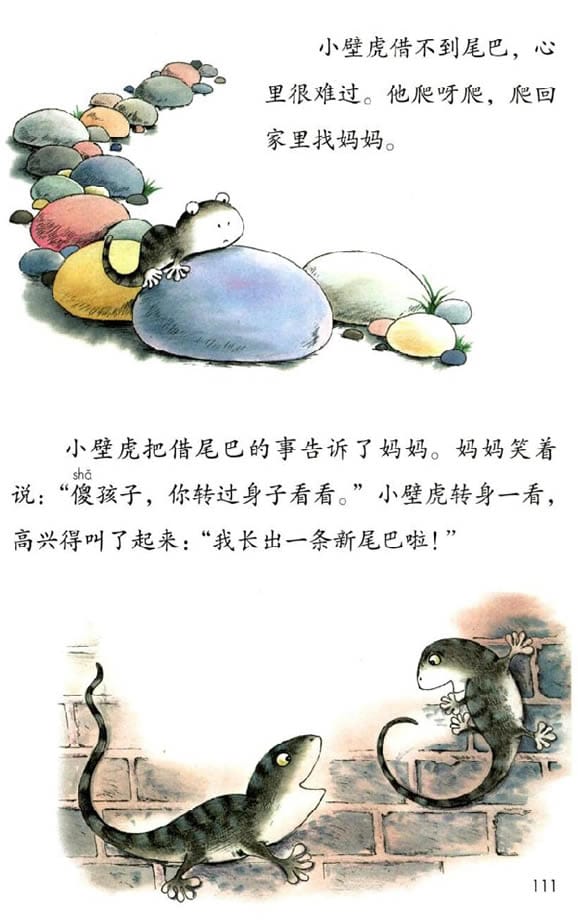 小壁虎借不到尾巴，心
里很难过。他爬呀爬，爬回
家里找妈妈。
小壁虎把借尾巴的事告诉了妈妈。妈妈笑着
shǎ
说：“傻孩子，你转过身子看看。”小壁虎转身一看，
高兴得叫了起来：“我长出一条新尾巴啦！”
111